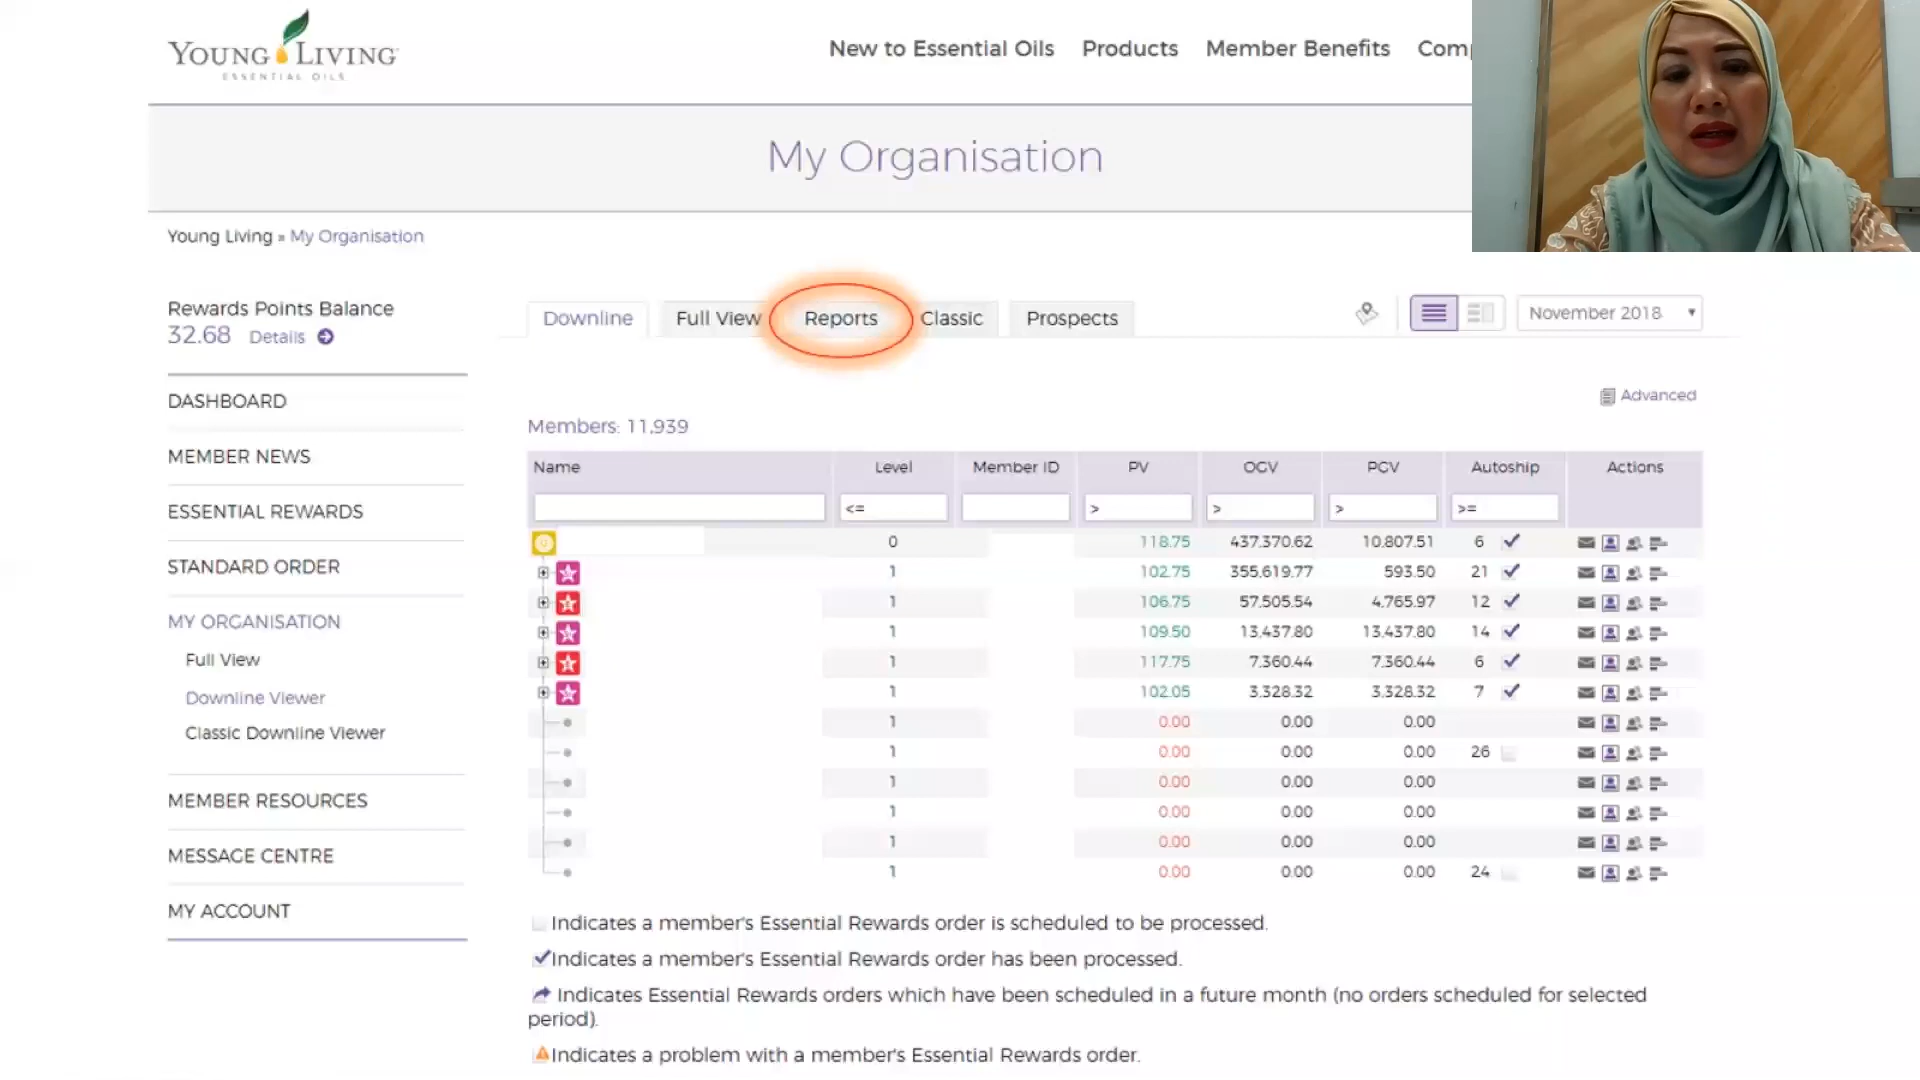 YOUNG LIVING
ESSENTIAL OILS
New to Essential Oils Products Member Benefits Comp
My Organisation
Young Living » My Organisation
Rewards Points Balance
32.68 Details
DASHBOARD
MEMBER NEWS
ESSENTIAL REWARDS
STANDARD ORDER
MY ORGANISATION
Full View
Downline Viewer
Classic Downline Viewer
MEMBER RESOURCES
MESSAGE CENTRE
MY ACCOUNT
Downline Full View Reports Classic Prospects November 2018
Advanced
Members: 11,939
Name Level Member ID PV OGV PGV Autoship Actions
<= > > > >=
0 118.75 437,370.62 10,807.51 6
1 102.75 355,619.77 593.50 21
1 106.75 57,505.54 4,765.97 12
1 109.50 13,437.80 13,437.80 14
1 117.75 7,360.44 7,360.44 6
1 102.05 3,328.32 3,328.32 7
1 0.00 0.00 0.00
1 0.00 0.00 0.00 26
1 0.00 0.00 0.00
1 0.00 0.00 0.00
1 0.00 0.00 0.00
1 0.00 0.00 0.00 24
Indicates a member's Essential Rewards order is scheduled to be processed.
Indicates a member's Essential Rewards order has been processed.
Indicates Essential Rewards orders which have been scheduled in a future month (no orders scheduled for selected
period).
Indicates a problem with a member's Essential Rewards order.